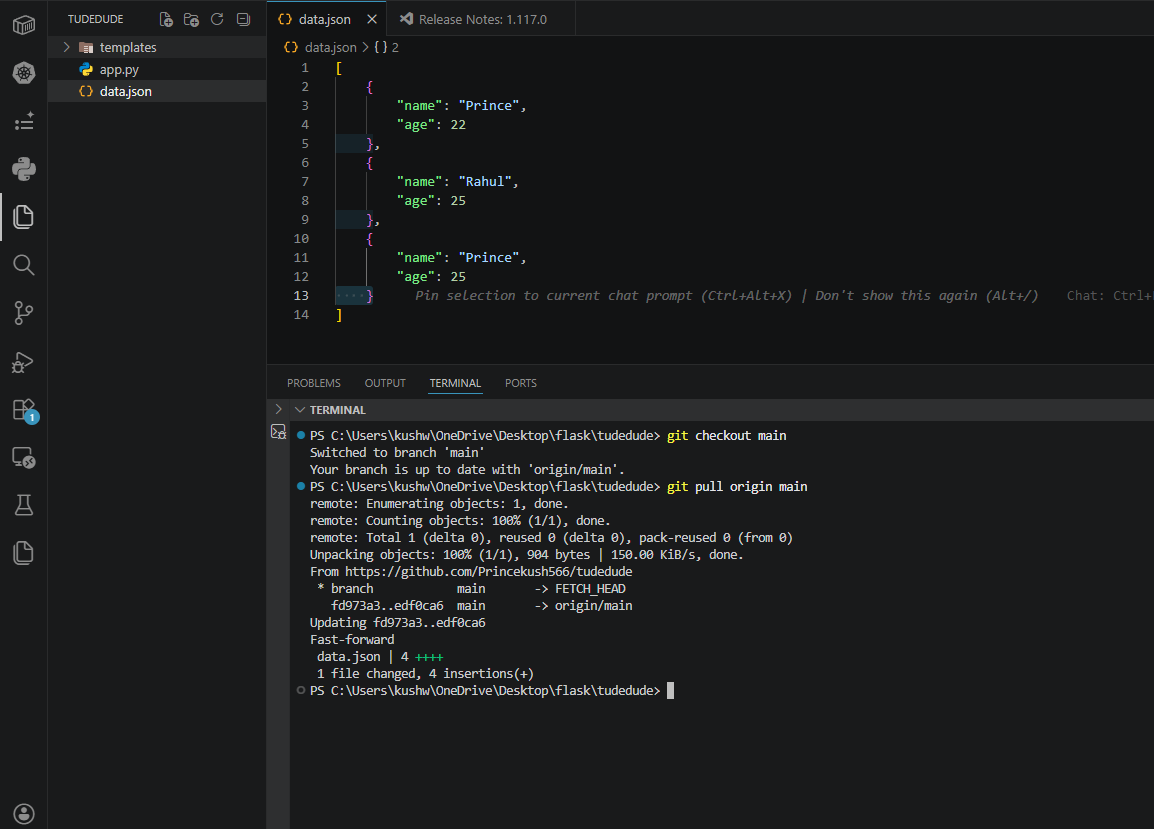 TUDEDUDE
templates
app.py
data.json
1
data.json
Release Notes: 1.117.0
data.json > { } 2
1 [
2 {
3 "name": "Prince",
4 "age": 22
5 },
6 {
7 "name": "Rahul",
8 "age": 25
9 },
10 {
11 "name": "Prince",
12 "age": 25
13 ····} Pin selection to current chat prompt (Ctrl+Alt+X) | Don't show this again (Alt+/) Chat: Ctrl+
14 ]
PROBLEMS OUTPUT TERMINAL PORTS
TERMINAL
PS C:\Users\kushw\OneDrive\Desktop\flask\tudedude> git checkout main
Switched to branch 'main'
Your branch is up to date with 'origin/main'.
PS C:\Users\kushw\OneDrive\Desktop\flask\tudedude> git pull origin main
remote: Enumerating objects: 1, done.
remote: Counting objects: 100% (1/1), done.
remote: Total 1 (delta 0), reused 0 (delta 0), pack-reused 0 (from 0)
Unpacking objects: 100% (1/1), 904 bytes | 150.00 KiB/s, done.
From https://github.com/Princekush566/tudedude
* branch main -> FETCH_HEAD
fd973a3..edf0ca6 main -> origin/main
Updating fd973a3..edf0ca6
Fast-forward
data.json | 4 ++++
1 file changed, 4 insertions(+)
PS C:\Users\kushw\OneDrive\Desktop\flask\tudedude>